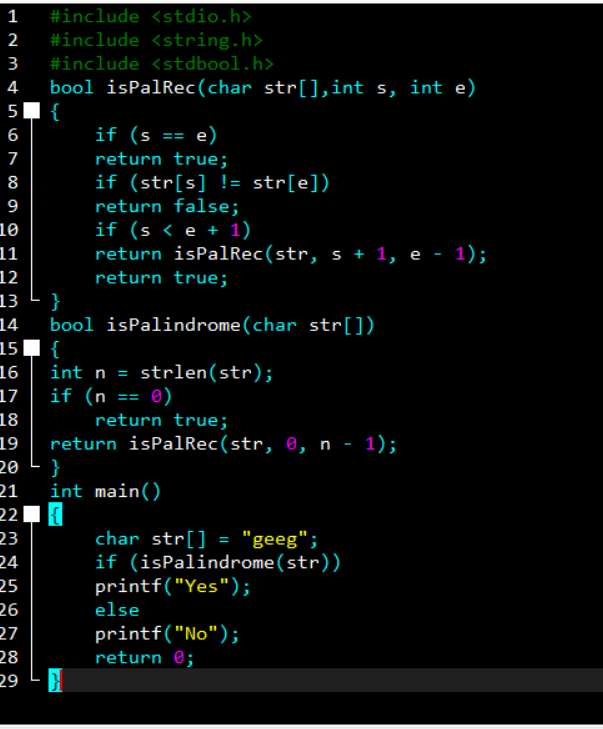 1 #include <stdio.h>
2 #include <string.h>
3 #include <stdbool.h>
4 bool isPalRec(char str[],int s, int e)
5 {
6     if (s == e)
7     return true;
8     if (str[s] != str[e])
9     return false;
10     if (s < e + 1)
11     return isPalRec(str, s + 1, e - 1);
12     return true;
13 }
14 bool isPalindrome(char str[])
15 {
16 int n = strlen(str);
17 if (n == 0)
18     return true;
19 return isPalRec(str, 0, n - 1);
20 }
21 int main()
22 {
23     char str[] = "geeg";
24     if (isPalindrome(str))
25     printf("Yes");
26     else
27     printf("No");
28     return 0;
29 }